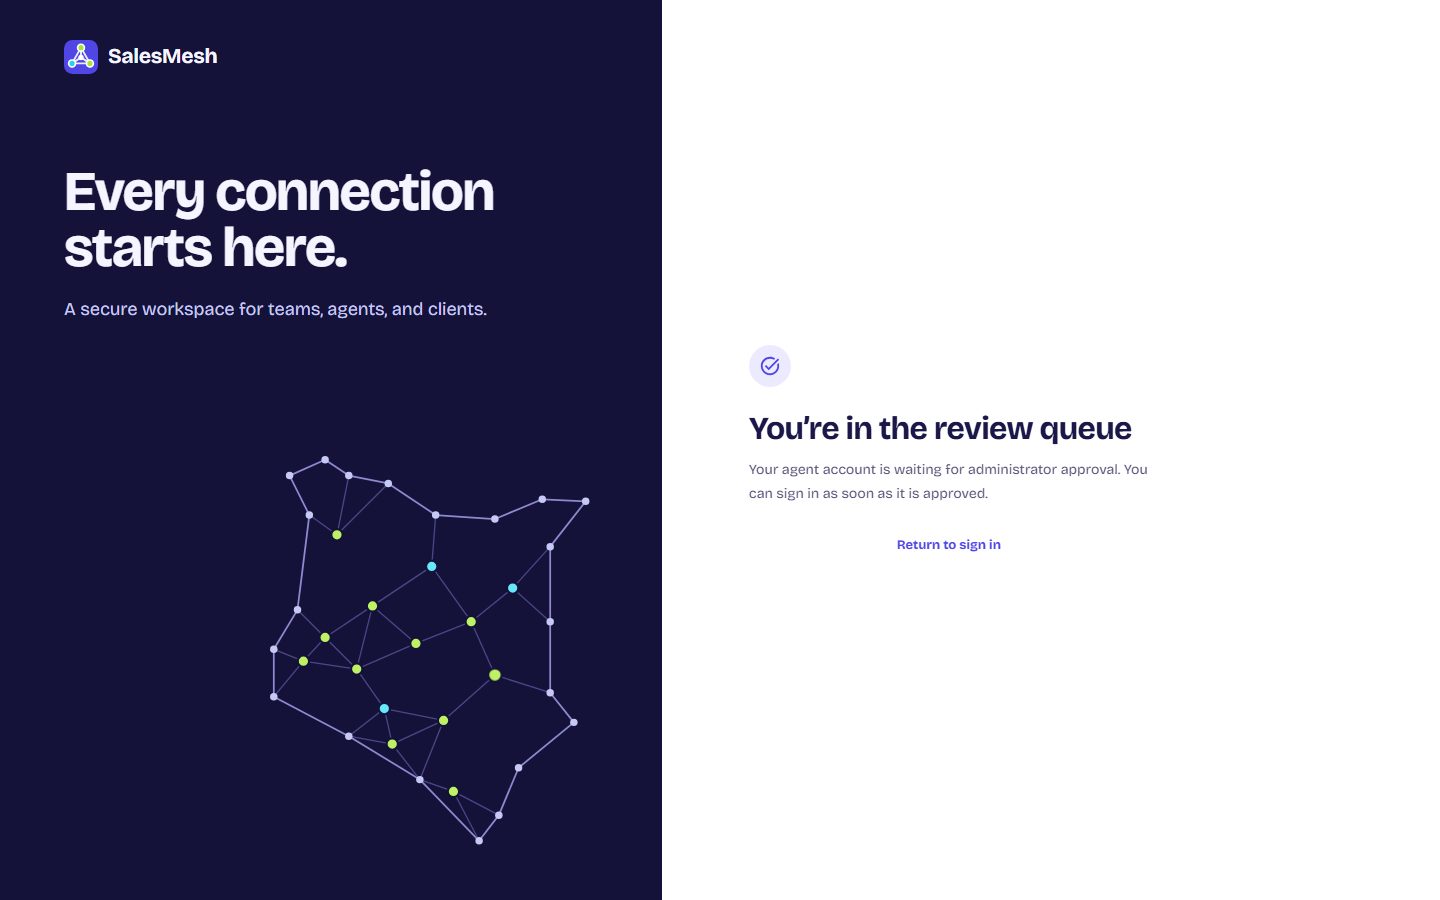 SalesMesh
Every connection
starts here.
A secure workspace for teams, agents, and clients.
You’re in the review queue
Your agent account is waiting for administrator approval. You
can sign in as soon as it is approved.
Return to sign in